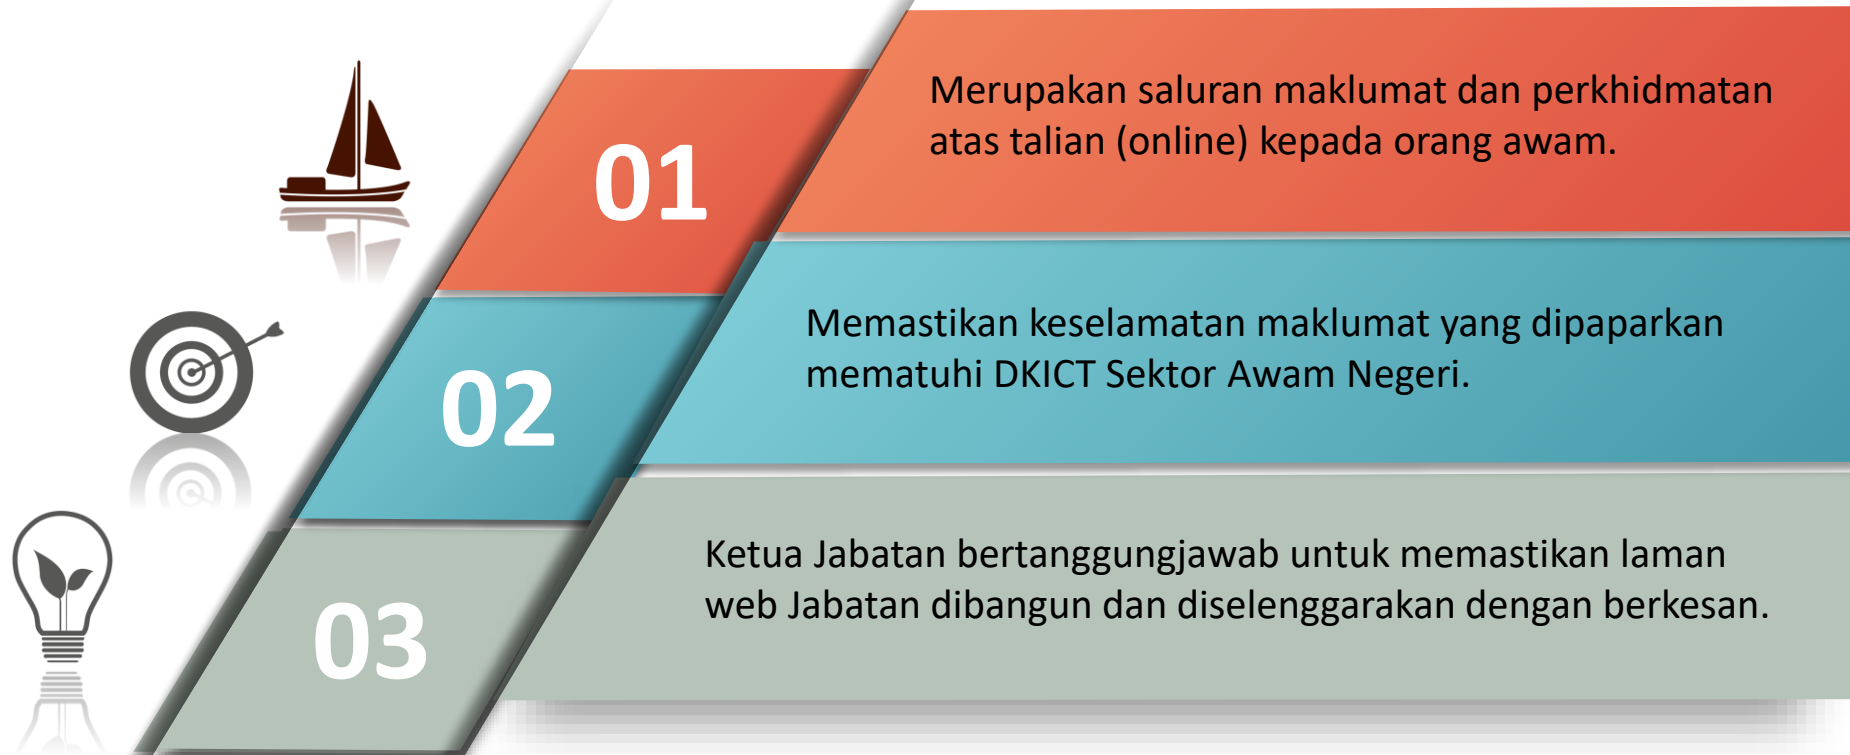 01
Merupakan saluran maklumat dan perkhidmatan
atas talian (online) kepada orang awam.
02
Memastikan keselamatan maklumat yang dipaparkan
mematuhi DKICT Sektor Awam Negeri.
03
Ketua Jabatan bertanggungjawab untuk memastikan laman
web Jabatan dibangun dan diselenggarakan dengan berkesan.